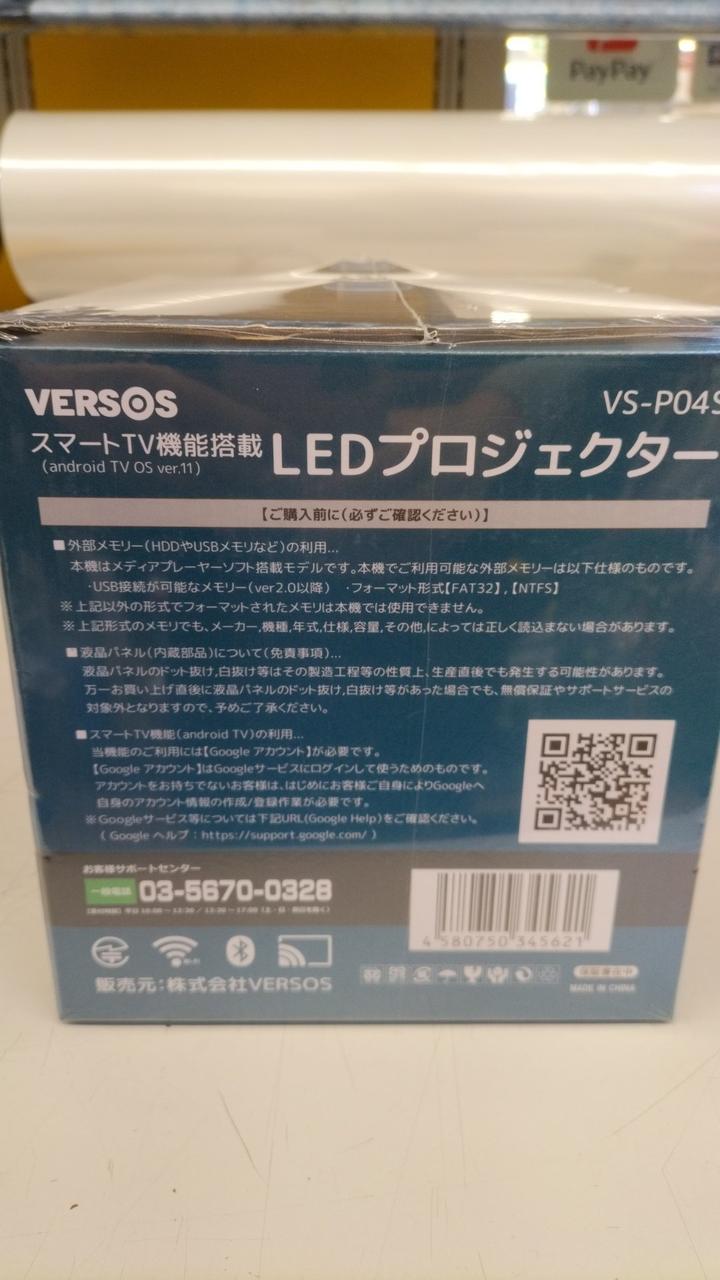 PayPay
VERSOS
VS-P04S
スマートTV機能搭載
(android TV OS ver.11)
LEDプロジェクター
【ご購入前に(必ずご確認ください)】
■外部メモリー(HDDやUSBメモリなど)の利用...
本機はメディアプレーヤーソフト搭載モデルです。本機でご利用可能な外部メモリーは以下仕様のものです。
・USB接続が可能なメモリー(ver2.0以降) ・フォーマット形式【FAT32】,【NTFS】
※上記以外の形式でフォーマットされたメモリは本機では使用できません。
※上記形式のメモリでも、メーカー,機種,年式,仕様,容量,その他,によっては正しく読込まない場合があります。
■液晶パネル(内蔵部品)について(免責事項)...
液晶パネルのドット抜け,白抜け等はその製造工程等の性質上、生産直後でも発生する可能性があります。
万一お買い上げ直後に液晶パネルのドット抜け,白抜け等があった場合でも、無償保証やサポートサービスの
対象外となりますので、予めご了承ください。
■スマートTV機能(android TV)の利用...
当機能のご利用には【Google アカウント】が必要です。
【Google アカウント】はGoogleサービスにログインして使うためのものです。
アカウントをお持ちでないお客様は、はじめにお客様ご自身によりGoogleへ
自身のアカウント情報の作成/登録作業が必要です。
※Googleサービス等については下記URL(Google Help)をご確認ください。
( Google ヘルプ : https://support.google.com/ )
お客様サポートセンター
一般電話 03-5670-0328
4 580750 345621
Wi-Fi
販売元:株式会社VERSOS
MADE IN CHINA